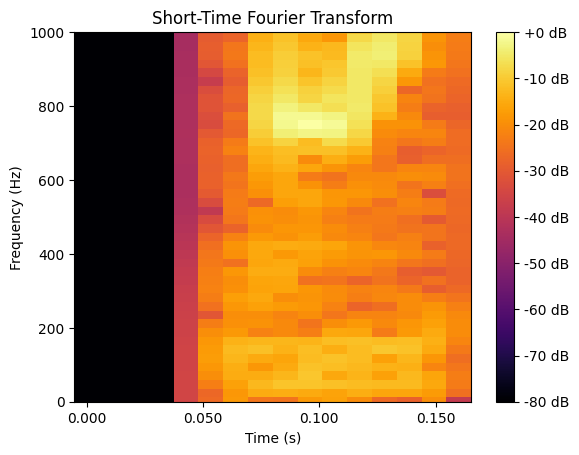 Short-Time Fourier Transform
Frequency (Hz)
1000
800
600
400
200
0
0.000
0.050
0.100
0.150
Time (s)
+0 dB
-10 dB
-20 dB
-30 dB
-40 dB
-50 dB
-60 dB
-70 dB
-80 dB